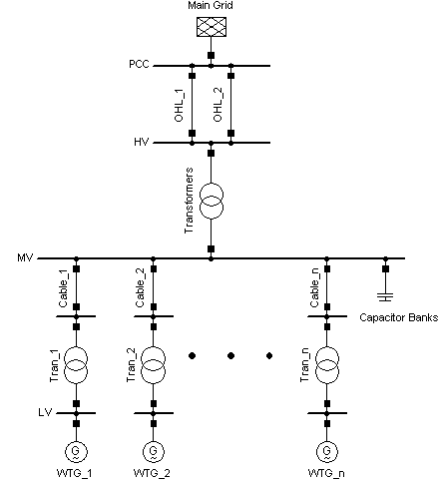 Main Grid
PCC
OHL_1
OHL_2
HV
Transformers
MV
Cable_1
Cable_2
Cable_n
Capacitor Banks
Tran_1
Tran_2
Tran_n
LV
G
G
G
WTG_1
WTG_2
WTG_n